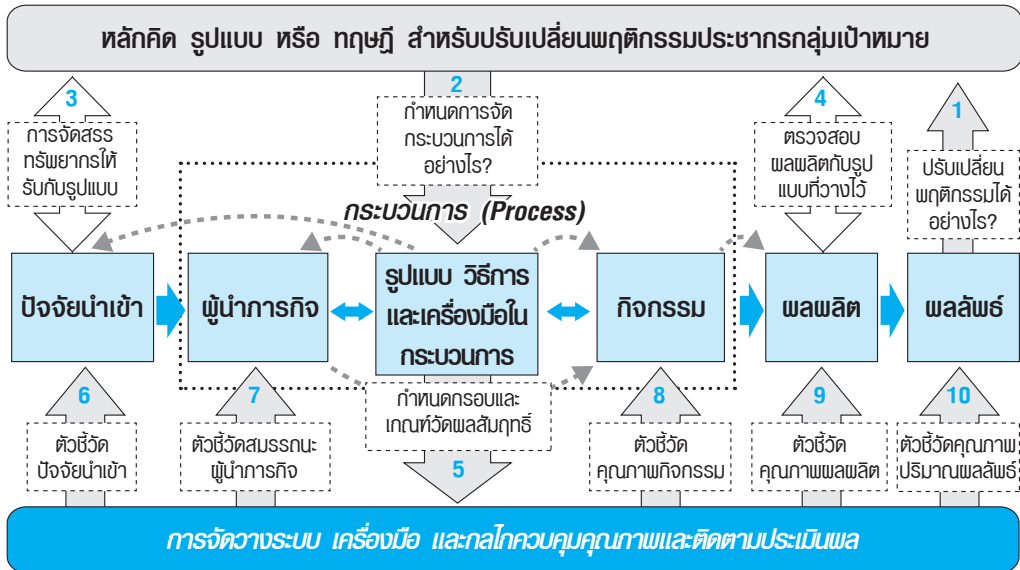 หลักคิด รูปแบบ หรือ ทฤษฎี สำหรับปรับเปลี่ยนพฤติกรรมประชากรกลุ่มเป้าหมาย
3
การจัดสรร
ทรัพยากรให้
รับกับรูปแบบ
2
กำหนดการจัด
กระบวนการได้
อย่างไร?
4
ตรวจสอบ
ผลผลิตกับรูป
แบบที่วางไว้
1
ปรับเปลี่ยน
พฤติกรรมได้
อย่างไร?
กระบวนการ (Process)
ปัจจัยนำเข้า
ผู้นำภารกิจ
รูปแบบ วิธีการ
และเครื่องมือใน
กระบวนการ
กิจกรรม
ผลผลิต
ผลลัพธ์
6
ตัวชี้วัด
ปัจจัยนำเข้า
7
ตัวชี้วัดสมรรถนะ
ผู้นำภารกิจ
กำหนดกรอบและ
เกณฑ์วัดผลสัมฤทธิ์
5
8
ตัวชี้วัด
คุณภาพกิจกรรม
9
ตัวชี้วัด
คุณภาพผลผลิต
10
ตัวชี้วัดคุณภาพ
ปริมาณผลลัพธ์
การจัดวางระบบ เครื่องมือ และกลไกควบคุมคุณภาพและติดตามประเมินผล